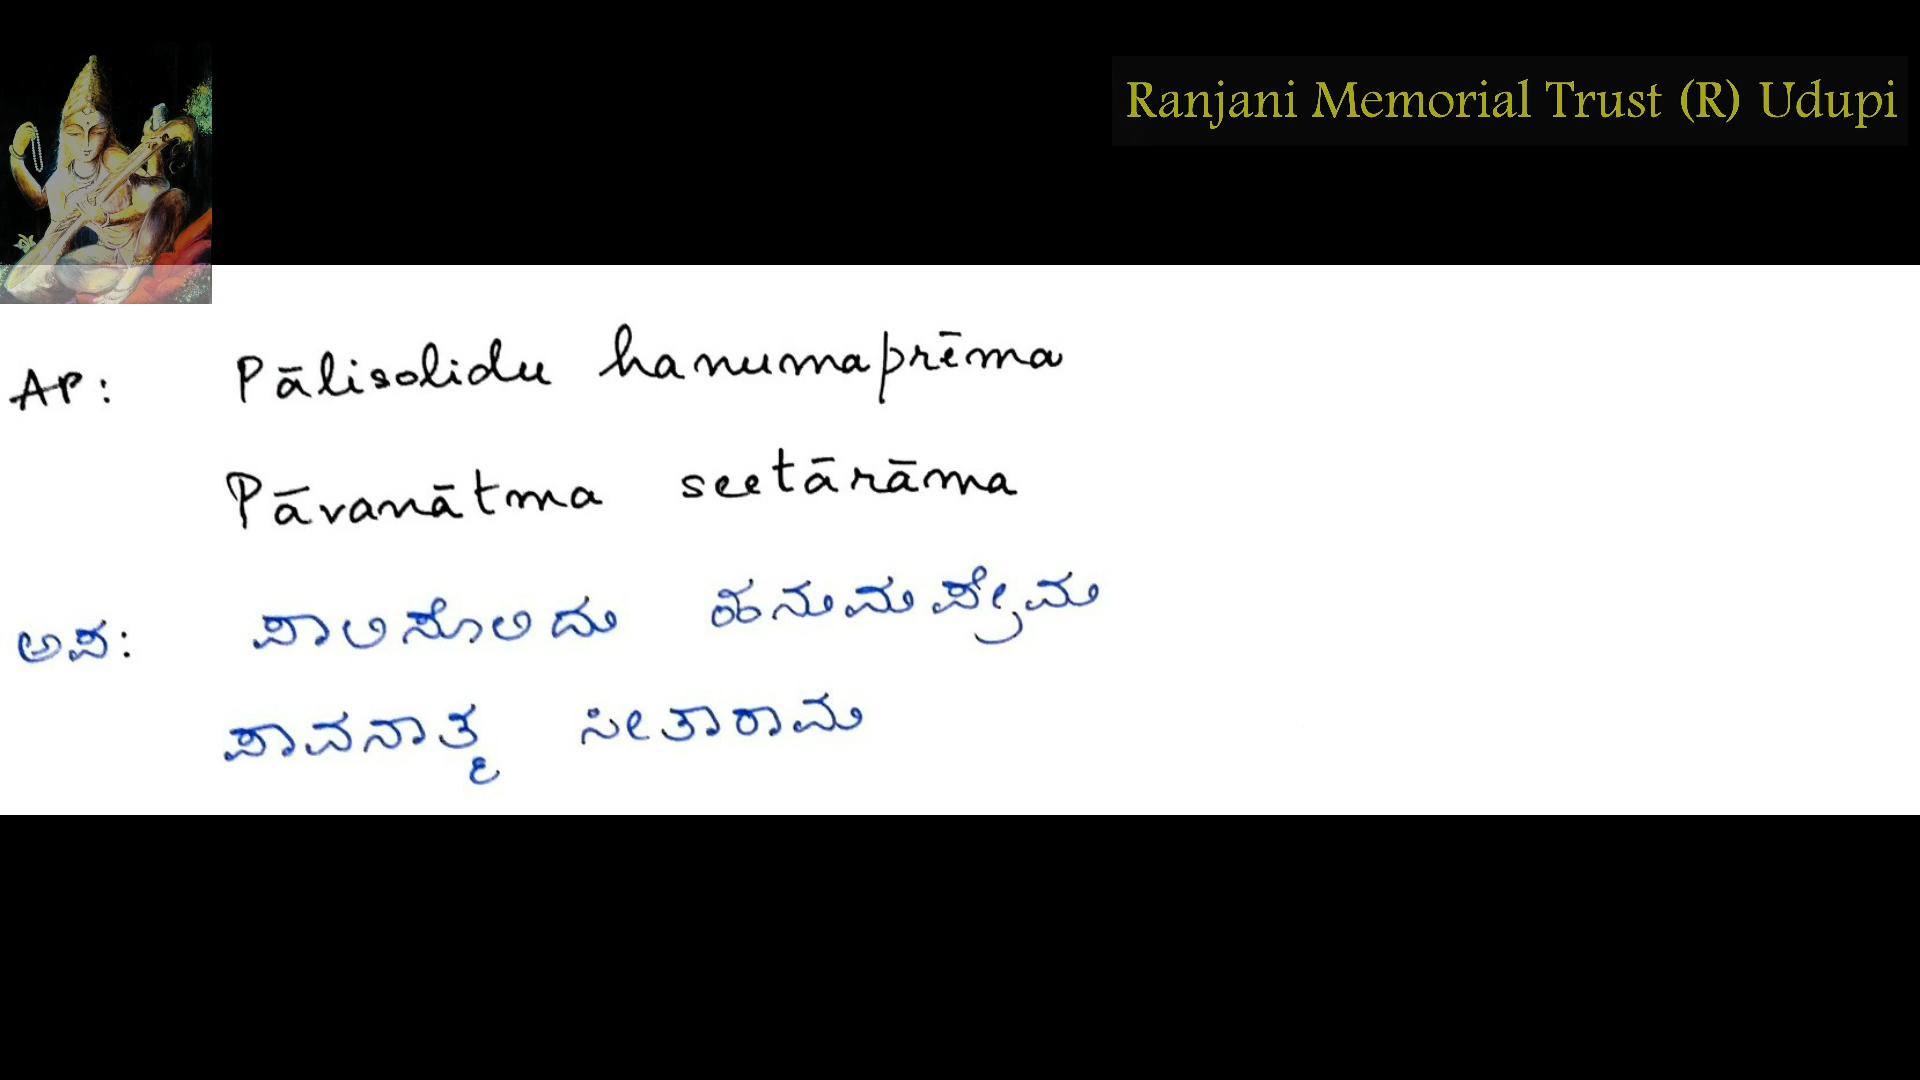 Ranjani Memorial Trust (R) Udupi
AP: Pālisolidu hanumaprēma
Pāvanātma seetārāma
ಅಪ: ಪಾಲಿಸೊಲಿದು ಹನುಮಪ್ರೇಮ
ಪಾವನಾತ್ಮ ಸೀತಾರಾಮ